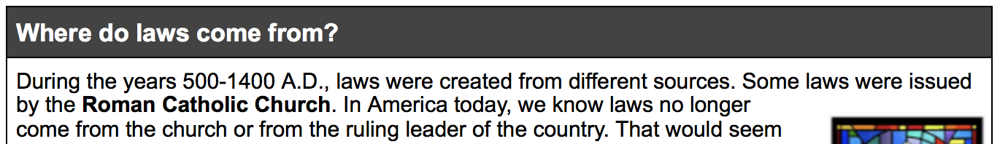 Where do laws come from?
During the years 500-1400 A.D., laws were created from different sources. Some laws were issued
by the Roman Catholic Church. In America today, we know laws no longer
come from the church or from the ruling leader of the country. That would seem